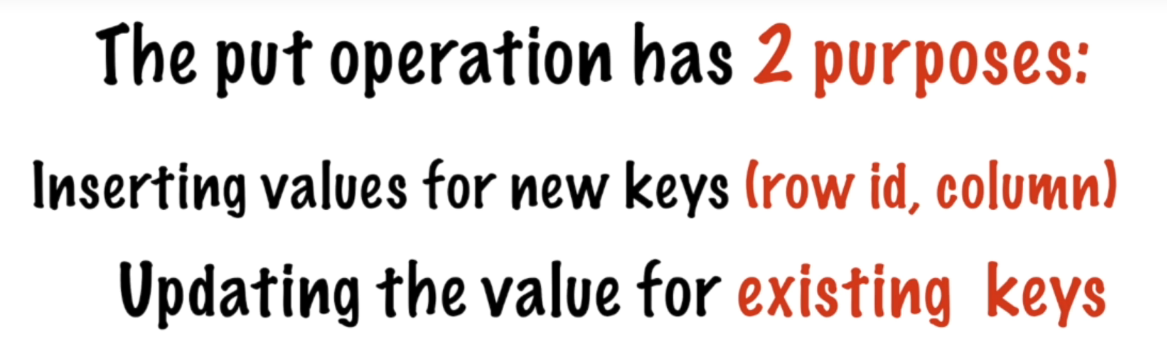 The put operation has 2 purposes:
Inserting values for new keys (row id, column)
Updating the value for existing keys